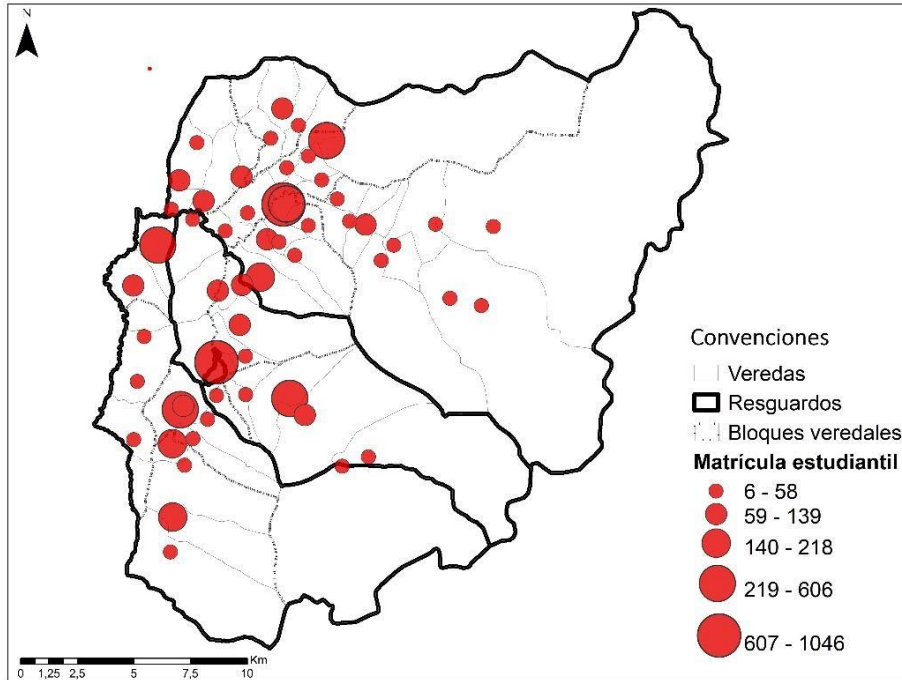 N
Convenciones
Veredas
Resguardos
Bloques veredales
Matrícula estudiantil
6 - 58
59 - 139
140 - 218
219 - 606
607 - 1046
Km
0 1,25 2,5 5 7,5 10